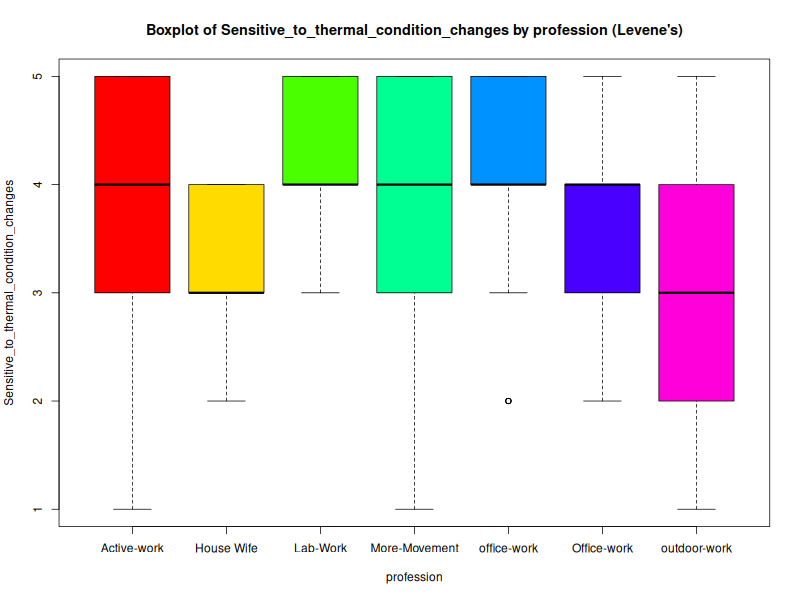 Boxplot of Sensitive_to_thermal_condition_changes by profession (Levene's)
Sensitive_to_thermal_condition_changes
5
4
3
2
1
Active-work House Wife Lab-Work More-Movement office-work Office-work outdoor-work
profession